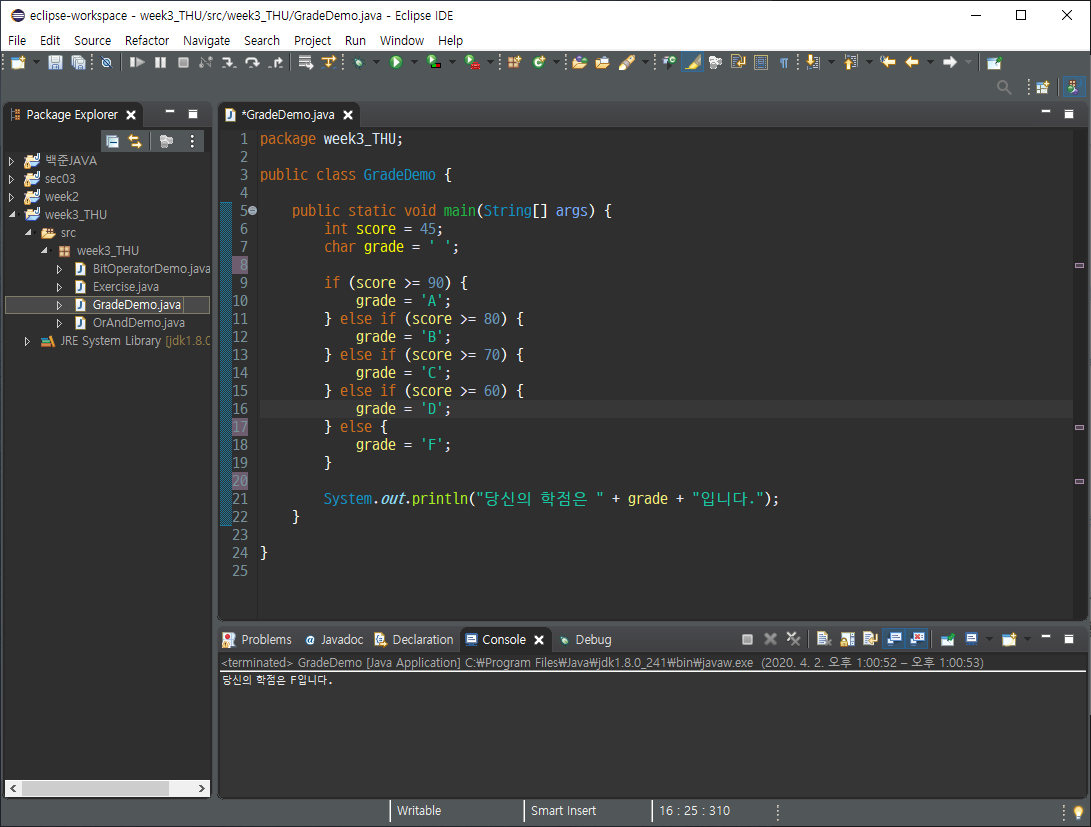 eclipse-workspace - week3_THU/src/week3_THU/GradeDemo.java - Eclipse IDE
File Edit Source Refactor Navigate Search Project Run Window Help
Package Explorer
백준JAVA
sec03
week2
week3_THU
src
week3_THU
BitOperatorDemo.java
Exercise.java
GradeDemo.java
OrAndDemo.java
JRE System Library [jdk1.8.0
*GradeDemo.java
1 package week3_THU;
2
3 public class GradeDemo {
4
5 public static void main(String[] args) {
6 int score = 45;
7 char grade = ' ';
8
9 if (score >= 90) {
10 grade = 'A';
11 } else if (score >= 80) {
12 grade = 'B';
13 } else if (score >= 70) {
14 grade = 'C';
15 } else if (score >= 60) {
16 grade = 'D';
17 } else {
18 grade = 'F';
19 }
20
21 System.out.println("당신의 학점은 " + grade + "입니다.");
22 }
23
24 }
25
Problems Javadoc Declaration Console Debug
<terminated> GradeDemo [Java Application] C:₩Program Files₩Java₩jdk1.8.0_241₩bin₩javaw.exe (2020. 4. 2. 오후 1:00:52 – 오후 1:00:53)
당신의 학점은 F입니다.
Writable Smart Insert 16 : 25 : 310